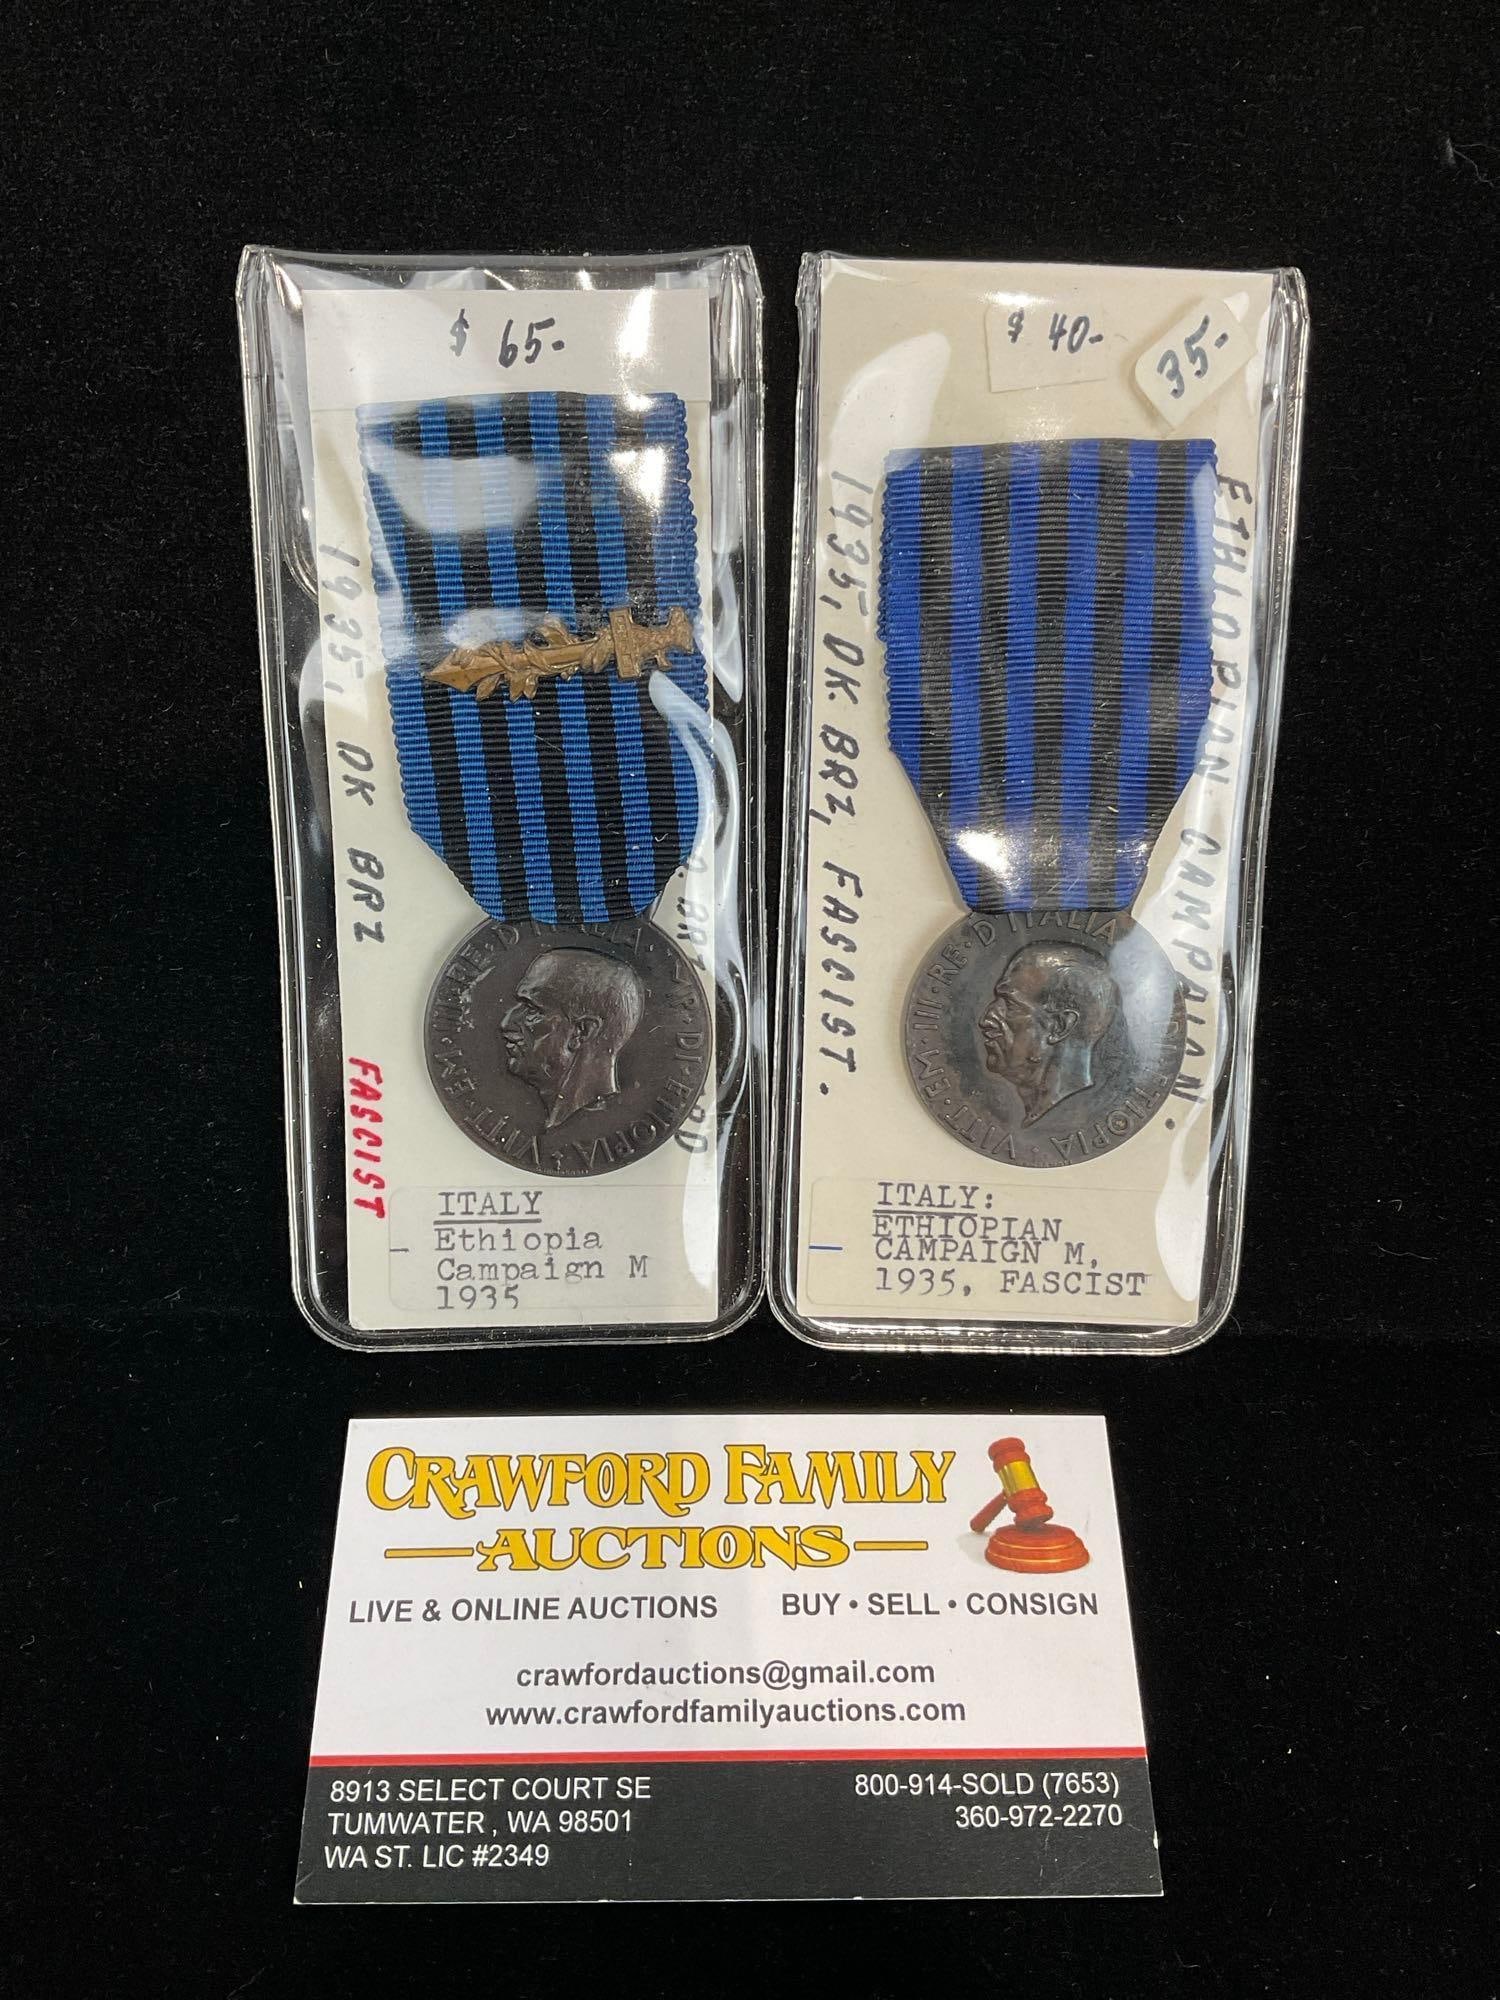 $ 65-
1935, DK BRZ
FASCIST
VITT·EM·III·RE·D'ITALIA·
DI·ETIOPIA
ITALY
Ethiopia
Campaign M
1935
$ 40-
35-
1935, DK. BRZ, FASCIST.
ETHIOPIAN CAMPAIGN.
VITT·EM·III·RE·D'ITALIA
ETIOPIA
ITALY:
ETHIOPIAN
CAMPAIGN M,
1935, FASCIST
CRAWFORD FAMILY
AUCTIONS
LIVE & ONLINE AUCTIONS BUY • SELL • CONSIGN
crawfordauctions@gmail.com
www.crawfordfamilyauctions.com
8913 SELECT COURT SE
TUMWATER , WA 98501
WA ST. LIC #2349
800-914-SOLD (7653)
360-972-2270